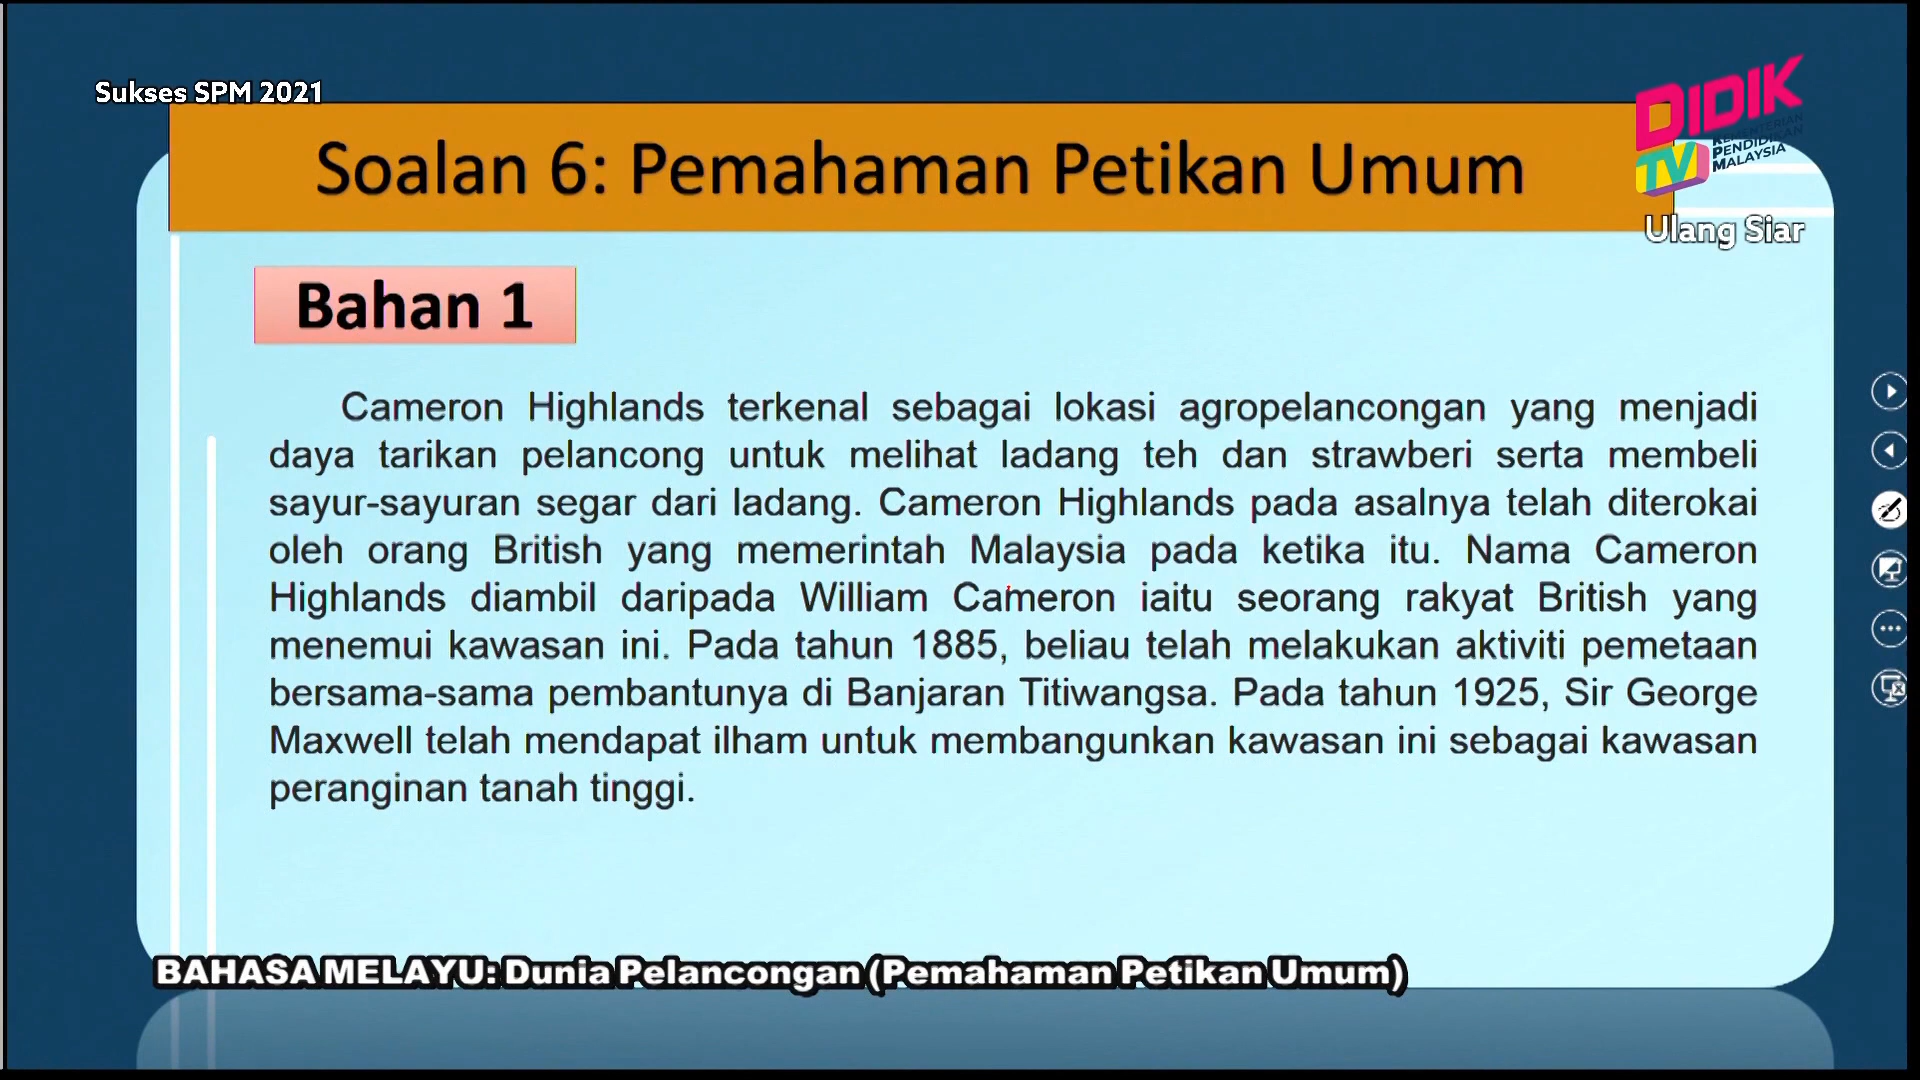 Sukses SPM 2021
DIDIK
TV
KEMENTERIAN
PENDIDIKAN
MALAYSIA
Ulang Siar
Soalan 6: Pemahaman Petikan Umum
Bahan 1
Cameron Highlands terkenal sebagai lokasi agropelancongan yang menjadi
daya tarikan pelancong untuk melihat ladang teh dan strawberi serta membeli
sayur-sayuran segar dari ladang. Cameron Highlands pada asalnya telah diterokai
oleh orang British yang memerintah Malaysia pada ketika itu. Nama Cameron
Highlands diambil daripada William Cameron iaitu seorang rakyat British yang
menemui kawasan ini. Pada tahun 1885, beliau telah melakukan aktiviti pemetaan
bersama-sama pembantunya di Banjaran Titiwangsa. Pada tahun 1925, Sir George
Maxwell telah mendapat ilham untuk membangunkan kawasan ini sebagai kawasan
peranginan tanah tinggi.
BAHASA MELAYU: Dunia Pelancongan (Pemahaman Petikan Umum)